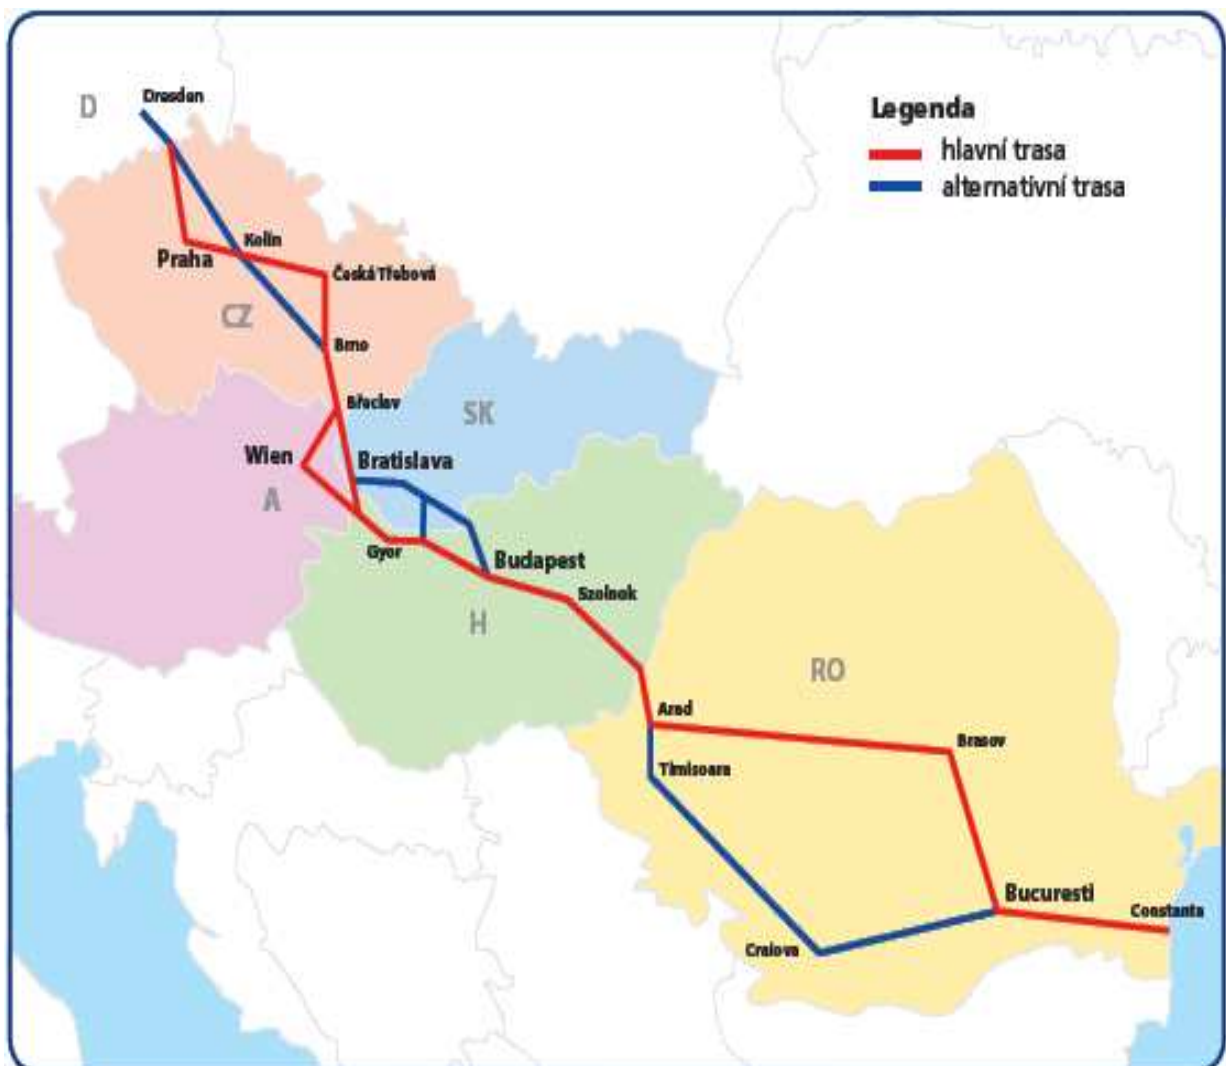 Dresden
D
Legenda
hlavní trasa
alternativní trasa
Kolín
Praha
Česká Třebová
CZ
Brno
Břeclav
SK
Wien
Bratislava
A
Gyor
Budapest
Szolnok
H
RO
Arad
Brasov
Timisoara
Bucuresti
Constanta
Craiova